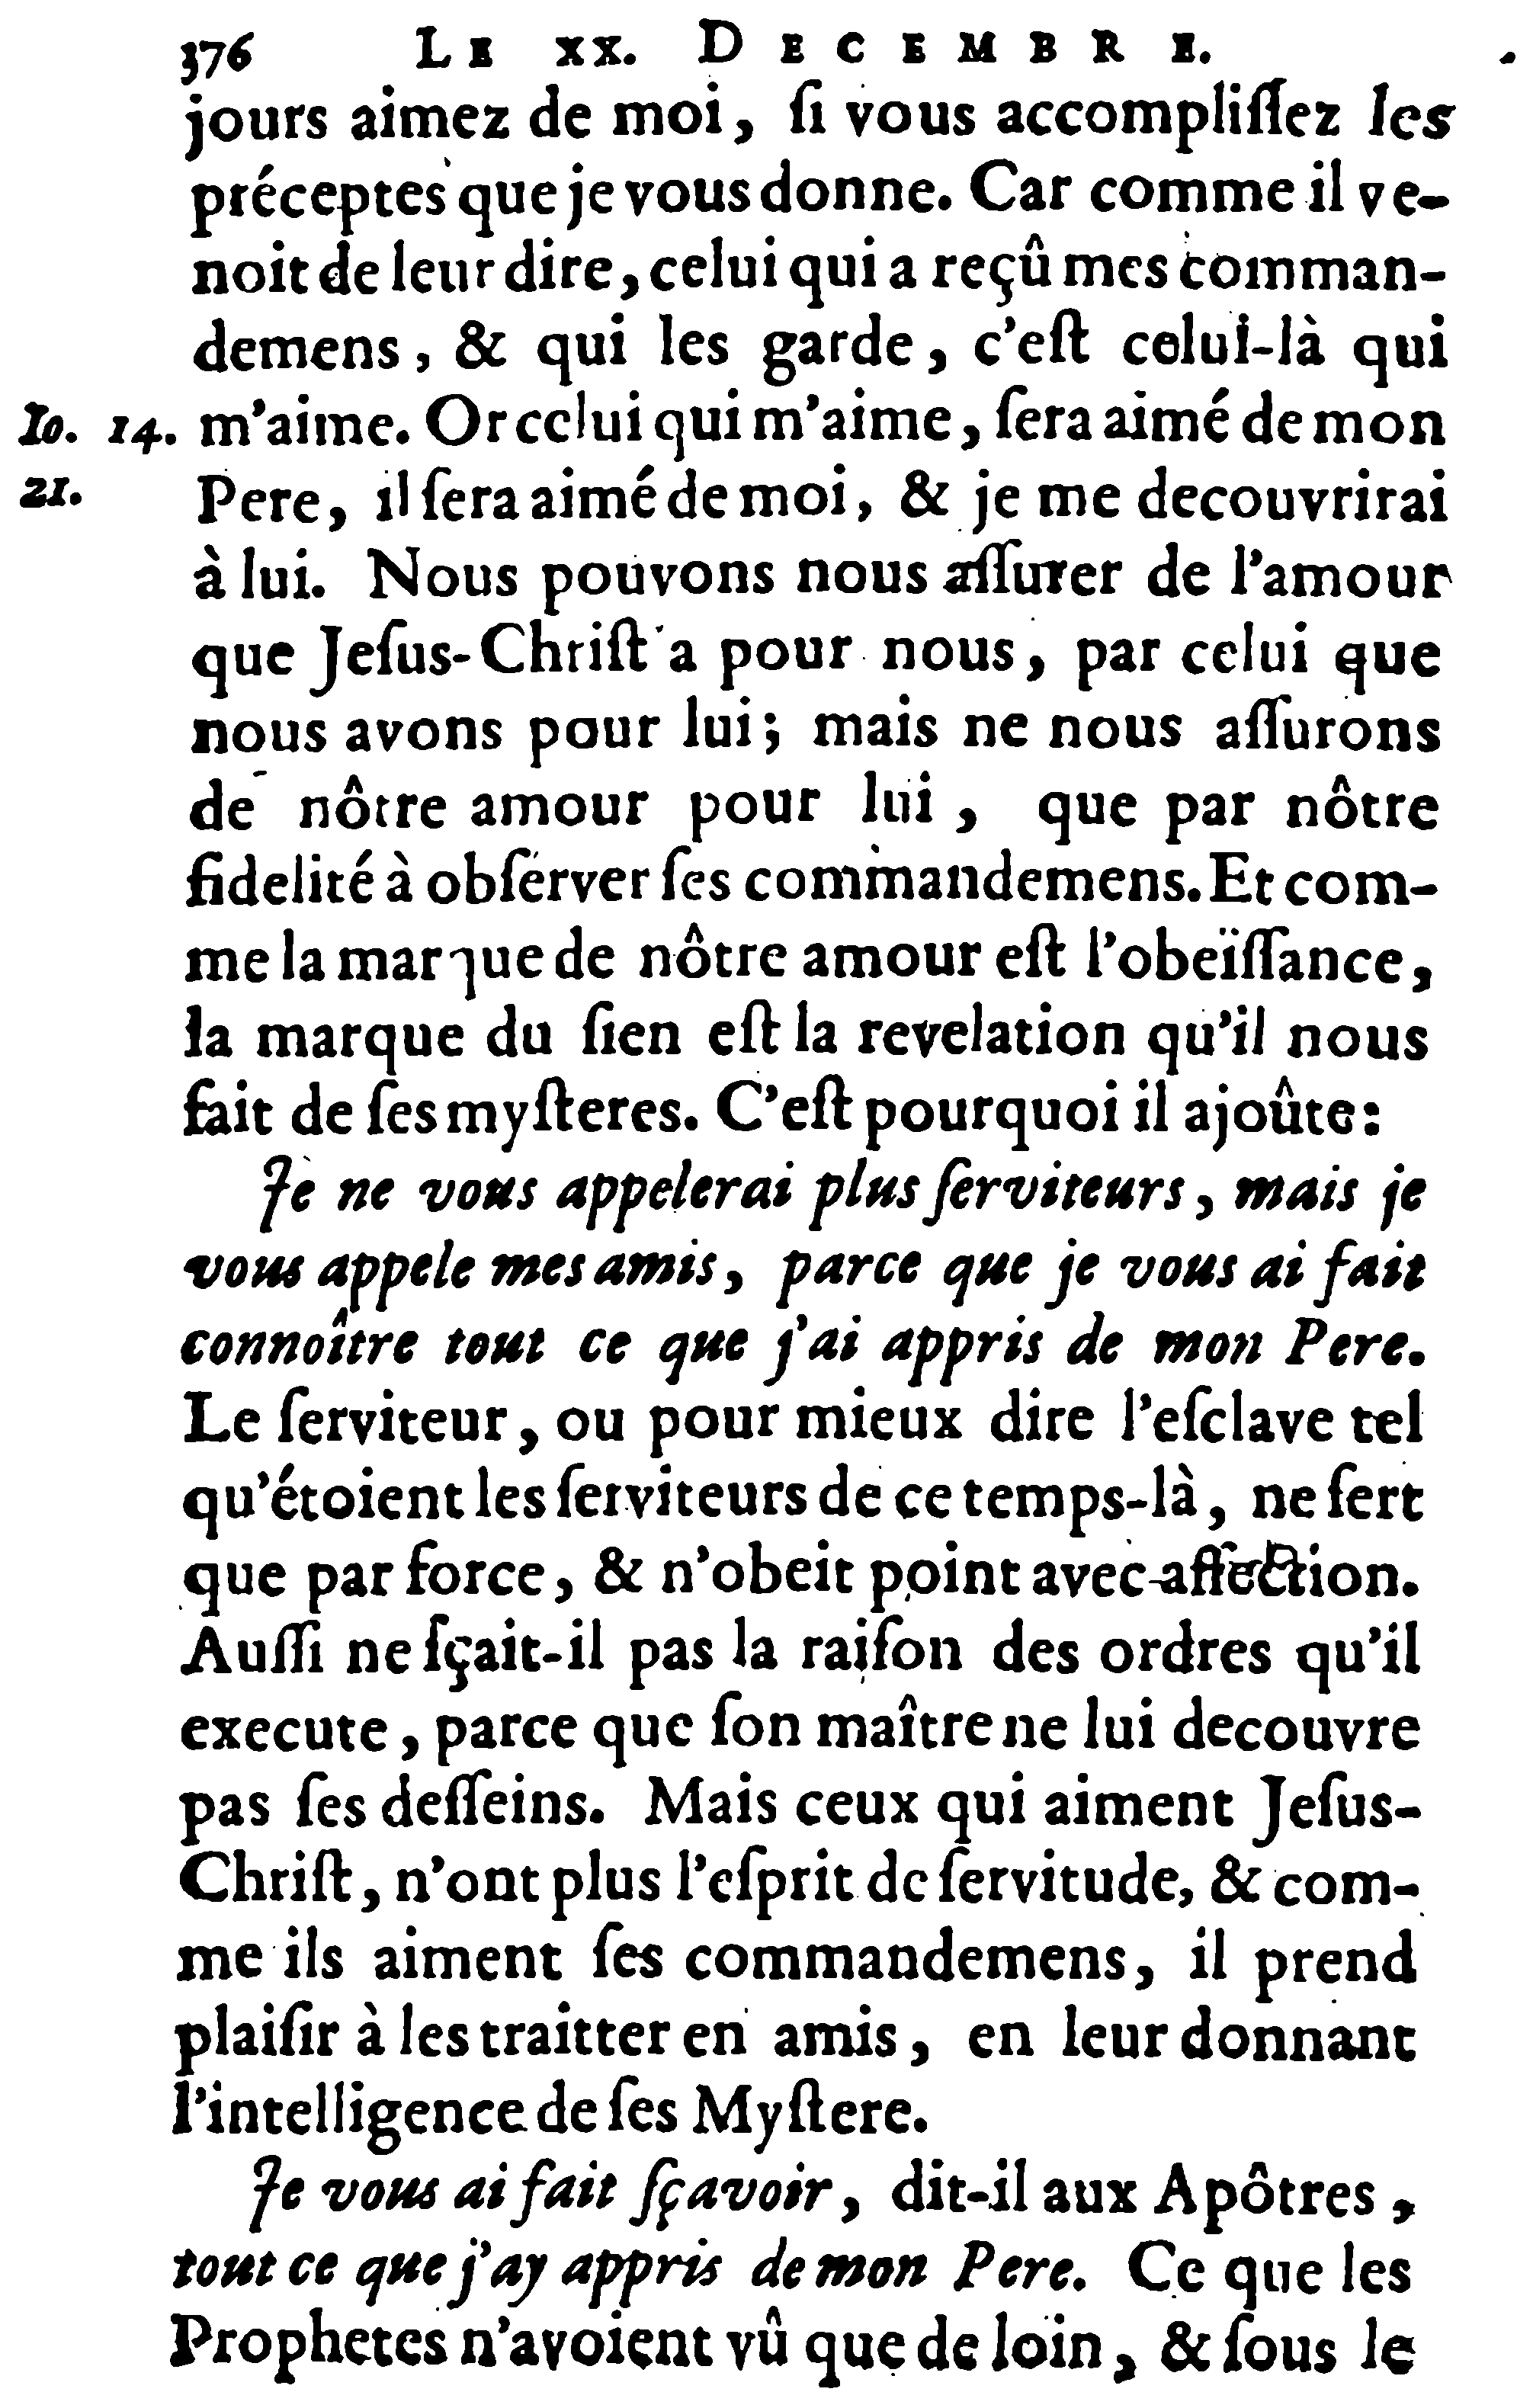 376 LE XX. DECEMBRE.
jours aimez de moi, ſi vous accompliſſez les
préceptes que je vous donne. Car comme il ve-
noit de leur dire, celui qui a reçû mes comman-
demens, & qui les garde, c'eſt celui-là qui
Io. 14. m'aime. Or celui qui m'aime, ſera aimé de mon
21. Pere, il ſera aimé de moi, & je me decouvrirai
à lui. Nous pouvons nous aſſurer de l'amour
que Jeſus-Chriſt a pour nous, par celui que
nous avons pour lui; mais ne nous aſſurons
de nôtre amour pour lui, que par nôtre
fidelité à obſerver ſes commandemens. Et com-
me la marque de nôtre amour eſt l'obeïſſance,
la marque du ſien eſt la revelation qu'il nous
fait de ſes myſteres. C'eſt pourquoi il ajoûte:
Je ne vous appelerai plus ſerviteurs, mais je
vous appele mes amis, parce que je vous ai fait
connoître tout ce que j'ai appris de mon Pere.
Le ſerviteur, ou pour mieux dire l'eſclave tel
qu'étoient les ſerviteurs de ce temps-là, ne ſert
que par force, & n'obeit point avec affection.
Auſſi ne ſçait-il pas la raiſon des ordres qu'il
execute, parce que ſon maître ne lui decouvre
pas ſes deſſeins. Mais ceux qui aiment Jeſus-
Chriſt, n'ont plus l'eſprit de ſervitude, & com-
me ils aiment ſes commandemens, il prend
plaiſir à les traitter en amis, en leur donnant
l'intelligence de ſes Myſtere.
Je vous ai fait ſçavoir, dit-il aux Apôtres,
tout ce que j'ay appris de mon Pere. Ce que les
Prophetes n'avoient vû que de loin, & ſous le